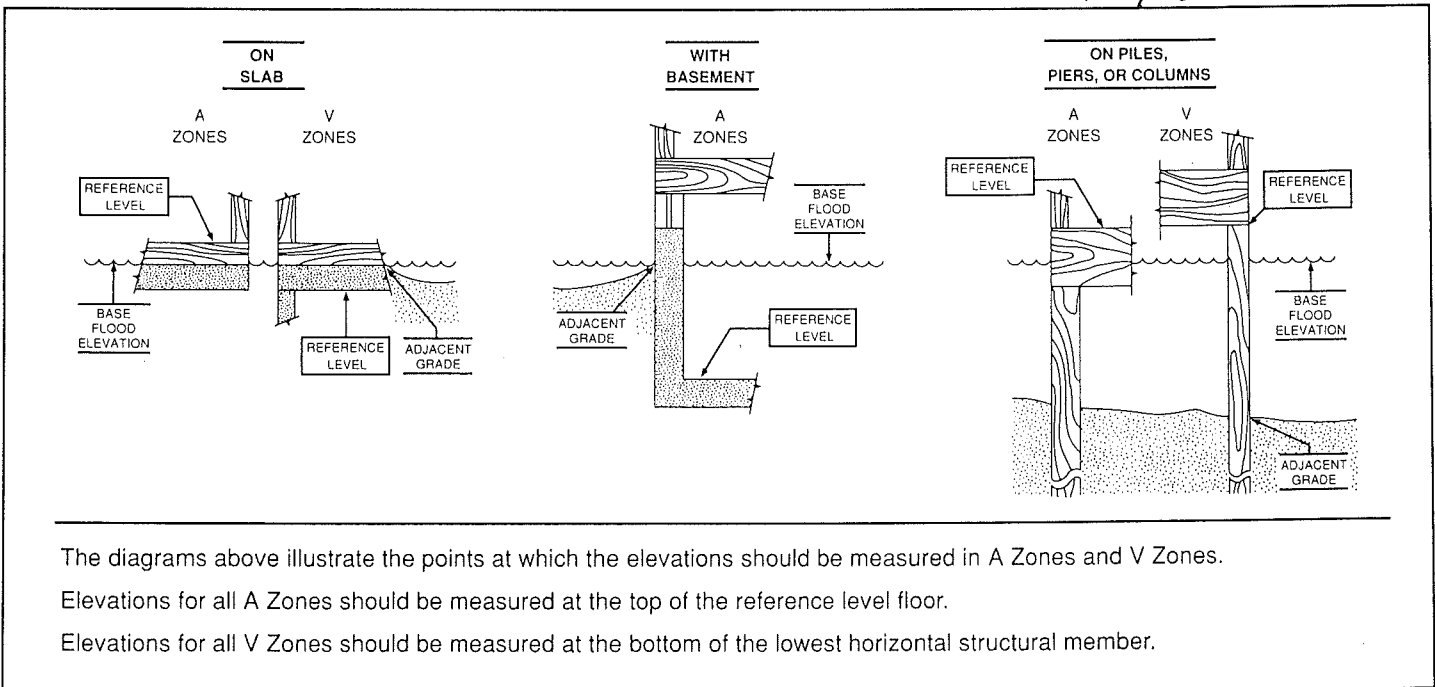 ON
SLAB
A
ZONES
V
ZONES
REFERENCE
LEVEL
BASE
FLOOD
ELEVATION
REFERENCE
LEVEL
ADJACENT
GRADE
WITH
BASEMENT
A
ZONES
BASE
FLOOD
ELEVATION
ADJACENT
GRADE
REFERENCE
LEVEL
ON PILES,
PIERS, OR COLUMNS
A
ZONES
V
ZONES
REFERENCE
LEVEL
REFERENCE
LEVEL
BASE
FLOOD
ELEVATION
ADJACENT
GRADE
The diagrams above illustrate the points at which the elevations should be measured in A Zones and V Zones.
Elevations for all A Zones should be measured at the top of the reference level floor.
Elevations for all V Zones should be measured at the bottom of the lowest horizontal structural member.